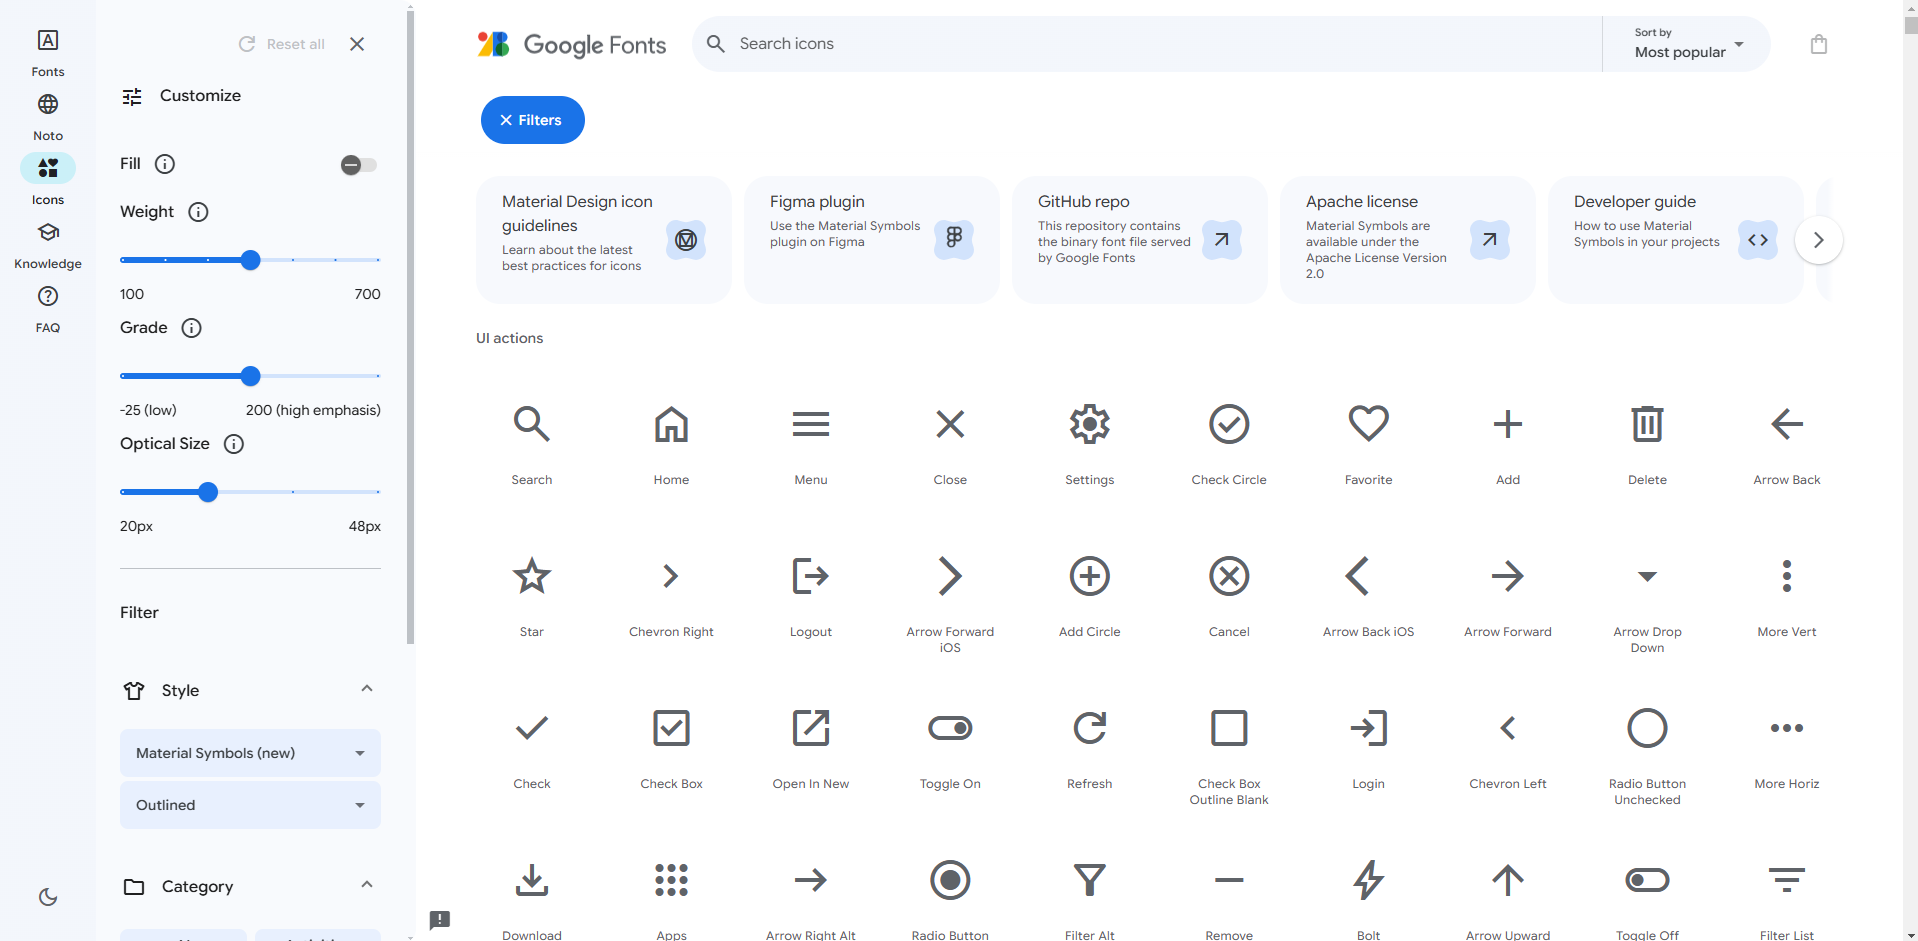 Fonts
Noto
Icons
Knowledge
FAQ
Reset all
Customize
Fill
Weight
100 700
Grade
-25 (low) 200 (high emphasis)
Optical Size
20px 48px
Filter
Style
Material Symbols (new)
Outlined
Category
Google Fonts
Search icons
Sort by
Most popular
Filters
Material Design icon
guidelines
Learn about the latest
best practices for icons
Figma plugin
Use the Material Symbols
plugin on Figma
GitHub repo
This repository contains
the binary font file served
by Google Fonts
Apache license
Material Symbols are
available under the
Apache License Version
2.0
Developer guide
How to use Material
Symbols in your projects
UI actions
Search
Home
Menu
Close
Settings
Check Circle
Favorite
Add
Delete
Arrow Back
Star
Chevron Right
Logout
Arrow Forward
iOS
Add Circle
Cancel
Arrow Back iOS
Arrow Forward
Arrow Drop
Down
More Vert
Check
Check Box
Open In New
Toggle On
Refresh
Check Box
Outline Blank
Login
Chevron Left
Radio Button
Unchecked
More Horiz
Download
Apps
Arrow Right Alt
Radio Button
Filter Alt
Remove
Bolt
Arrow Upward
Toggle Off
Filter List